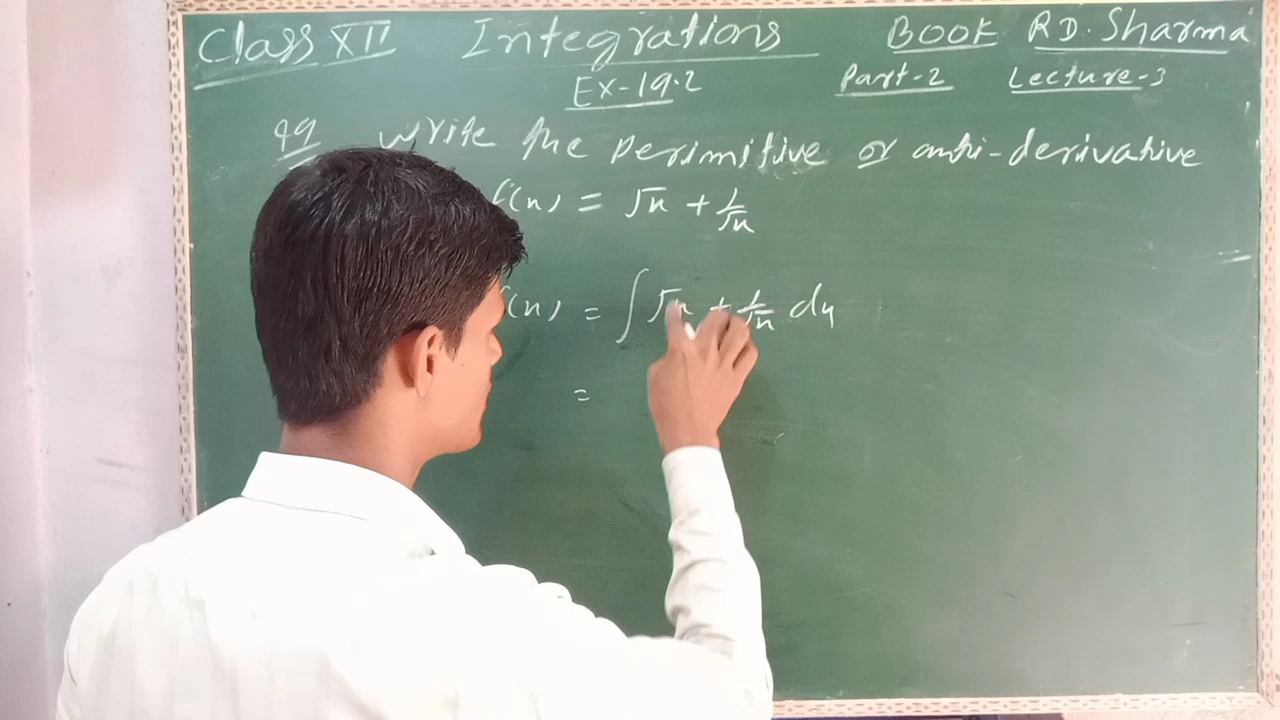 Class XII Integrations BOOK RD. Sharma
Ex-19.2 Part-2 Lecture-3
49 write the perimitive or anti-derivative
f(x) = √x + 1/√x
f(x) = ∫ √x + 1/√x dx
=